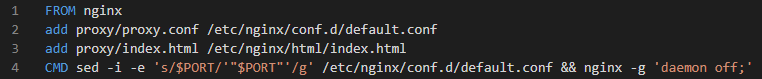 1 FROM nginx
2 add proxy/proxy.conf /etc/nginx/conf.d/default.conf
3 add proxy/index.html /etc/nginx/html/index.html
4 CMD sed -i -e 's/$PORT/'"$PORT"'/g' /etc/nginx/conf.d/default.conf && nginx -g 'daemon off;'